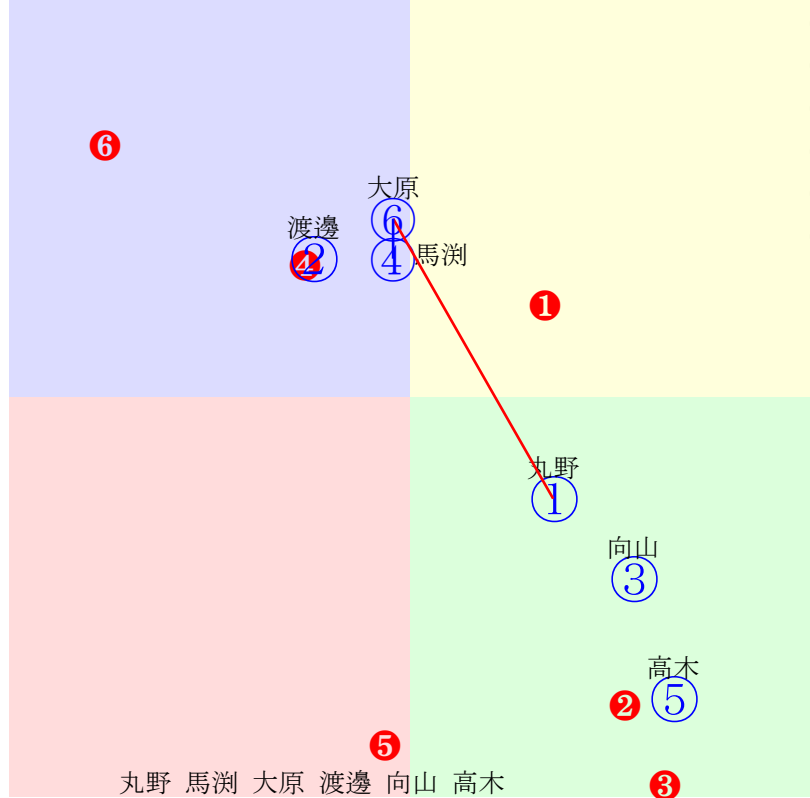 ❻
大原
⑥
渡邊
❹ ②
④ 馬渕
❶
丸野
①
向山
③
高木
❷ ⑤
❺
丸野 馬渕 大原 渡邊 向山 高木
❸